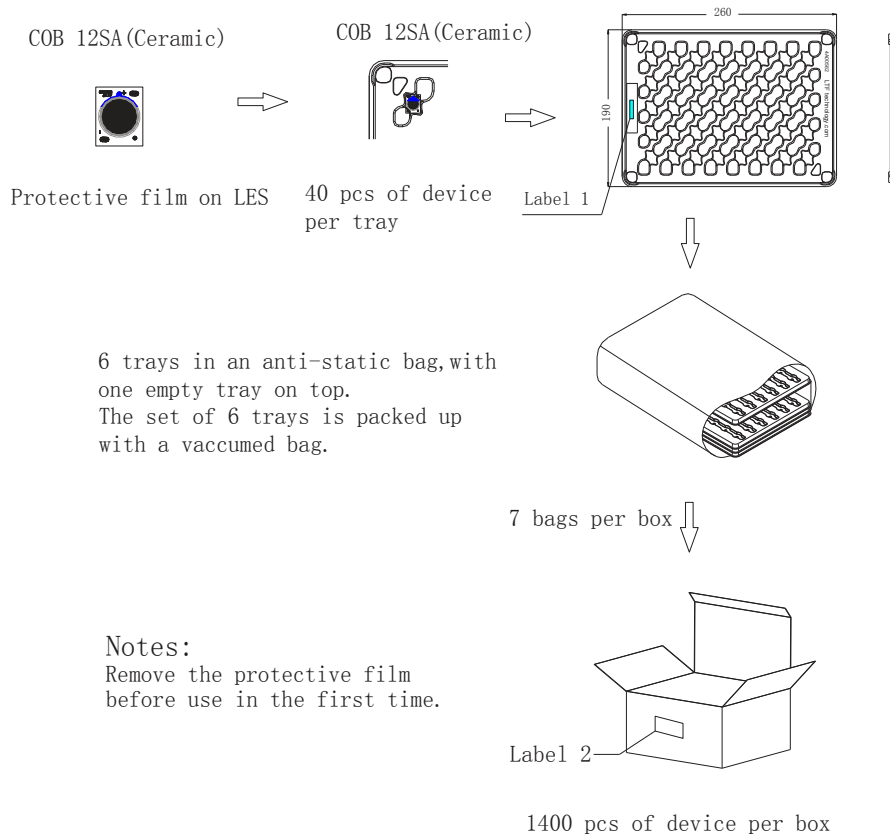 COB 12SA(Ceramic)
COB 12SA(Ceramic)
260
190
LTF technology.com
Protective film on LES
40 pcs of device
per tray
Label 1
6 trays in an anti-static bag,with
one empty tray on top.
The set of 6 trays is packed up
with a vaccumed bag.
7 bags per box
Notes:
Remove the protective film
before use in the first time.
Label 2
1400 pcs of device per box